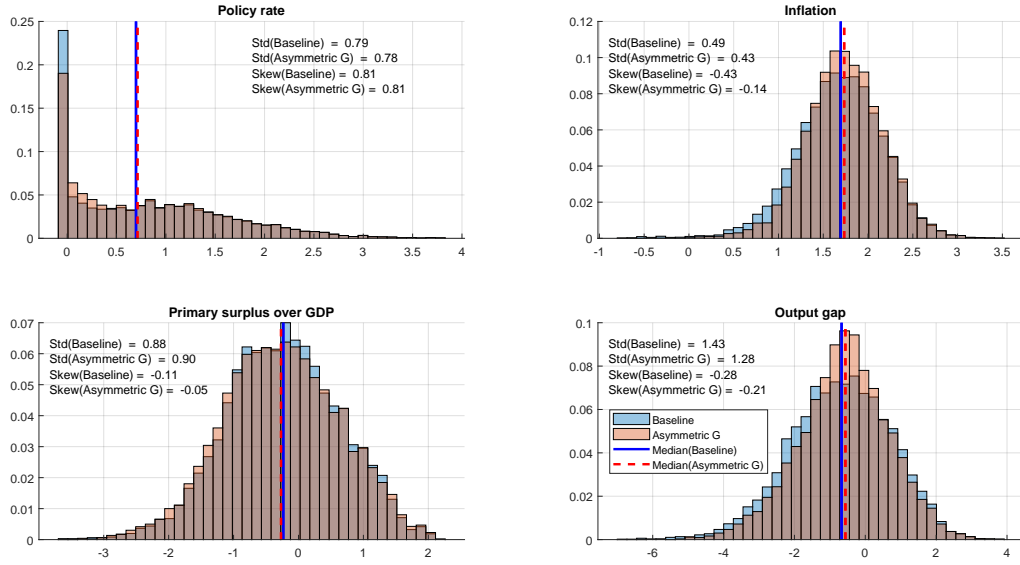 Policy rate
0.25
0.2
0.15
0.1
0.05
0
Std(Baseline) = 0.79
Std(Asymmetric G) = 0.78
Skew(Baseline) = 0.81
Skew(Asymmetric G) = 0.81
0 0.5 1 1.5 2 2.5 3 3.5 4
Inflation
0.12
0.1
0.08
0.06
0.04
0.02
0
Std(Baseline) = 0.49
Std(Asymmetric G) = 0.43
Skew(Baseline) = -0.43
Skew(Asymmetric G) = -0.14
-1 -0.5 0 0.5 1 1.5 2 2.5 3 3.5
Primary surplus over GDP
0.07
0.06
0.05
0.04
0.03
0.02
0.01
0
Std(Baseline) = 0.88
Std(Asymmetric G) = 0.90
Skew(Baseline) = -0.11
Skew(Asymmetric G) = -0.05
-3 -2 -1 0 1 2
Output gap
0.1
0.08
0.06
0.04
0.02
0
Std(Baseline) = 1.43
Std(Asymmetric G) = 1.28
Skew(Baseline) = -0.28
Skew(Asymmetric G) = -0.21
Baseline
Asymmetric G
Median(Baseline)
Median(Asymmetric G)
-6 -4 -2 0 2 4